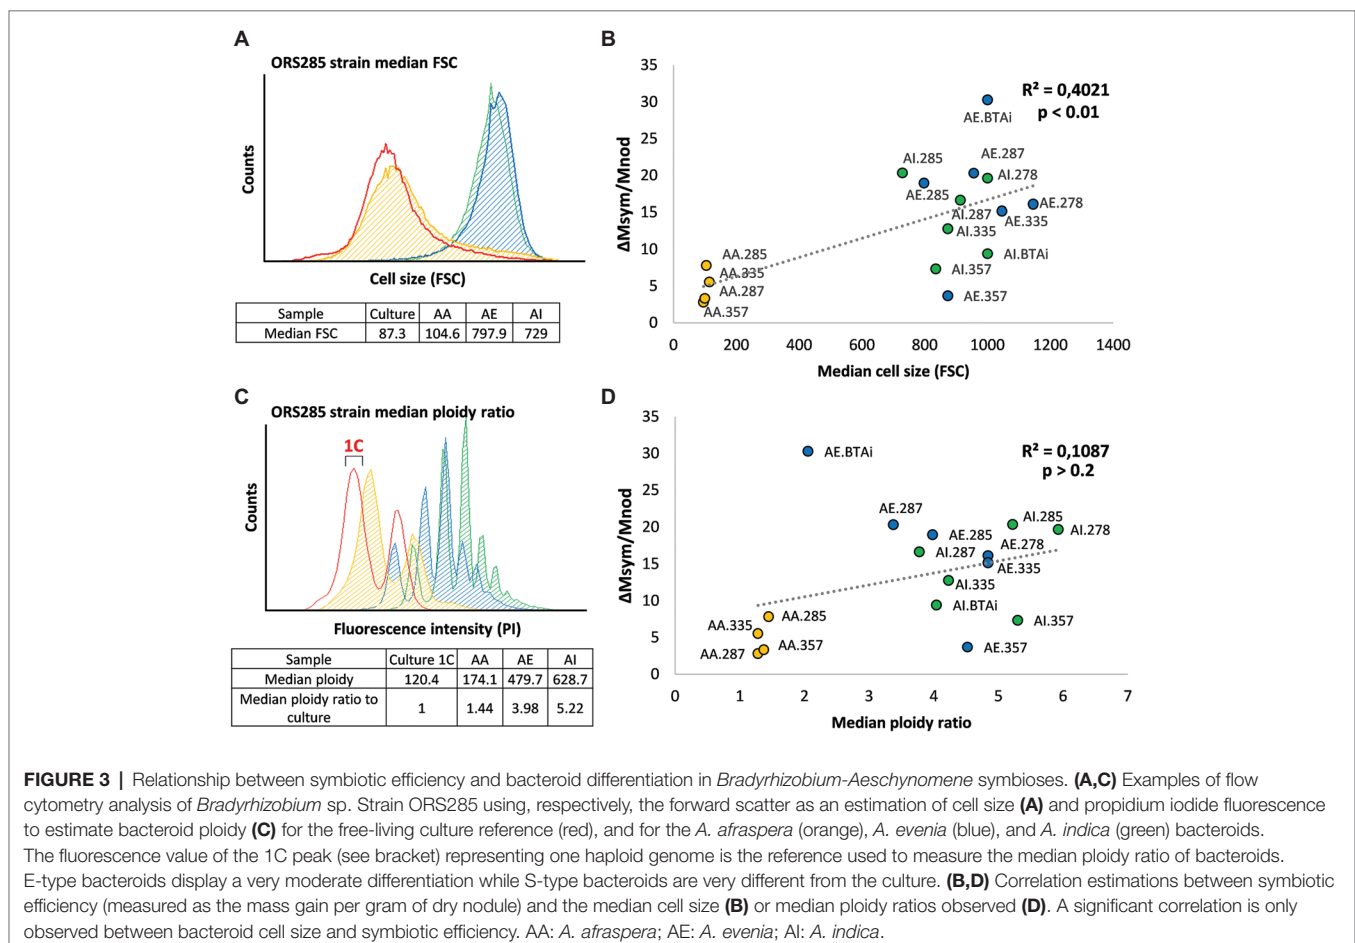 A
ORS285 strain median FSC
Counts
Cell size (FSC)
Sample Culture AA AE AI
Median FSC 87.3 104.6 797.9 729
B
35
30
25
20
15
10
5
0
ΔMsym/Mnod
R² = 0,4021
p < 0.01
AE.BTAi
AI.285
AE.287
AI.278
AE.285
AE.278
AI.287
AE.335
AI.335
AI.BTAi
AI.357
AE.357
AA.285
AA.335
AA.287
AA.357
0 200 400 600 800 1000 1200 1400
Median cell size (FSC)
C
ORS285 strain median ploidy ratio
1C
Counts
Fluorescence intensity (PI)
Sample Culture 1C AA AE AI
Median ploidy 120.4 174.1 479.7 628.7
Median ploidy ratio to
culture 1 1.44 3.98 5.22
D
35
30
25
20
15
10
5
0
ΔMsym/Mnod
R² = 0,1087
p > 0.2
AE.BTAi
AE.287
AI.285
AI.278
AE.285
AE.278
AI.287
AE.335
AI.335
AI.BTAi
AI.357
AE.357
AA.285
AA.335
AA.357
AA.287
0 1 2 3 4 5 6 7
Median ploidy ratio
FIGURE 3 | Relationship between symbiotic efficiency and bacteroid differentiation in Bradyrhizobium-Aeschynomene symbioses. (A,C) Examples of flow
cytometry analysis of Bradyrhizobium sp. Strain ORS285 using, respectively, the forward scatter as an estimation of cell size (A) and propidium iodide fluorescence
to estimate bacteroid ploidy (C) for the free-living culture reference (red), and for the A. afraspera (orange), A. evenia (blue), and A. indica (green) bacteroids.
The fluorescence value of the 1C peak (see bracket) representing one haploid genome is the reference used to measure the median ploidy ratio of bacteroids.
E-type bacteroids display a very moderate differentiation while S-type bacteroids are very different from the culture. (B,D) Correlation estimations between symbiotic
efficiency (measured as the mass gain per gram of dry nodule) and the median cell size (B) or median ploidy ratios observed (D). A significant correlation is only
observed between bacteroid cell size and symbiotic efficiency. AA: A. afraspera; AE: A. evenia; AI: A. indica.